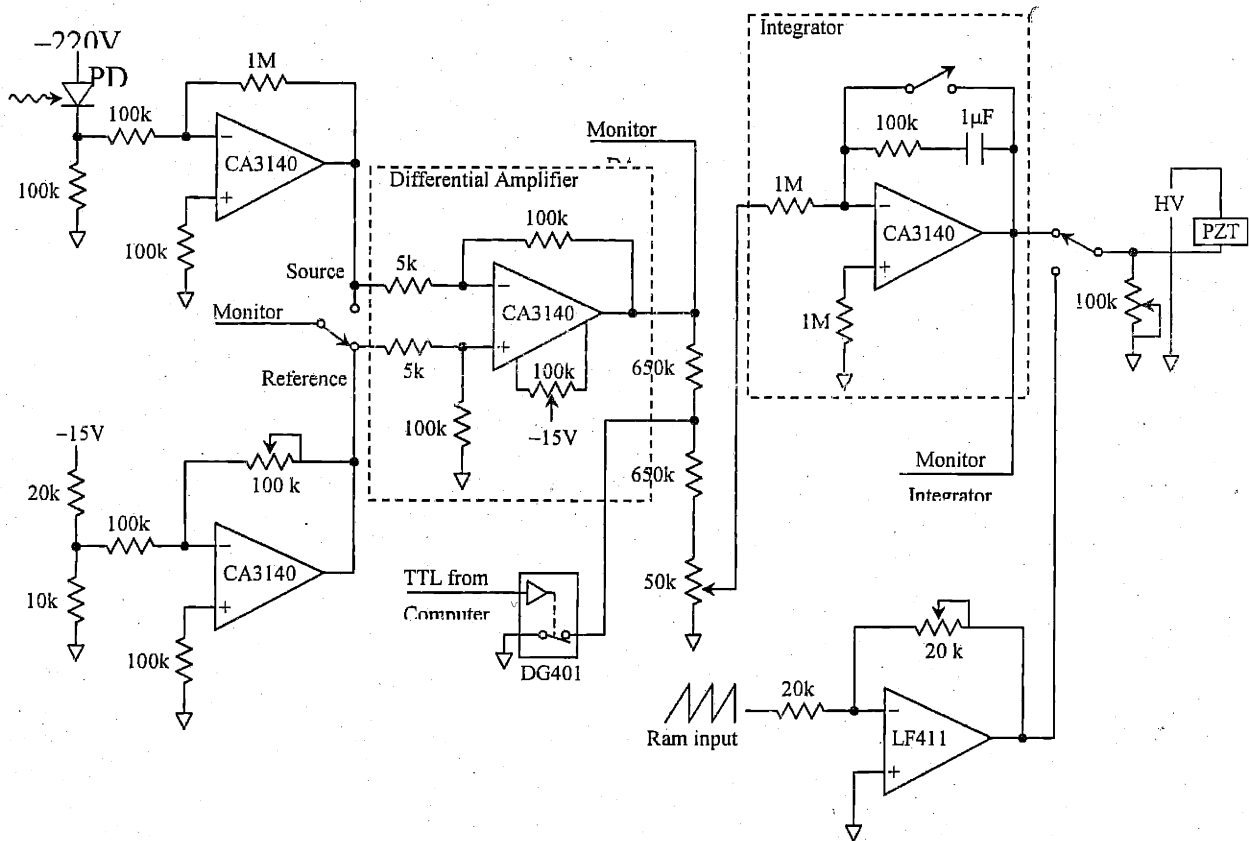 −220V
PD
1M
100k
CA3140
100k
100k
Source
Monitor
Reference
Differential Amplifier
100k
5k
CA3140
5k
100k
100k
−15V
Monitor
650k
650k
50k
−15V
20k
100k
10k
100 k
CA3140
100k
TTL from
Computer
DG401
Integrator
100k
1µF
1M
CA3140
1M
Monitor
Integrator
HV
PZT
100k
Ram input
20k
20 k
LF411